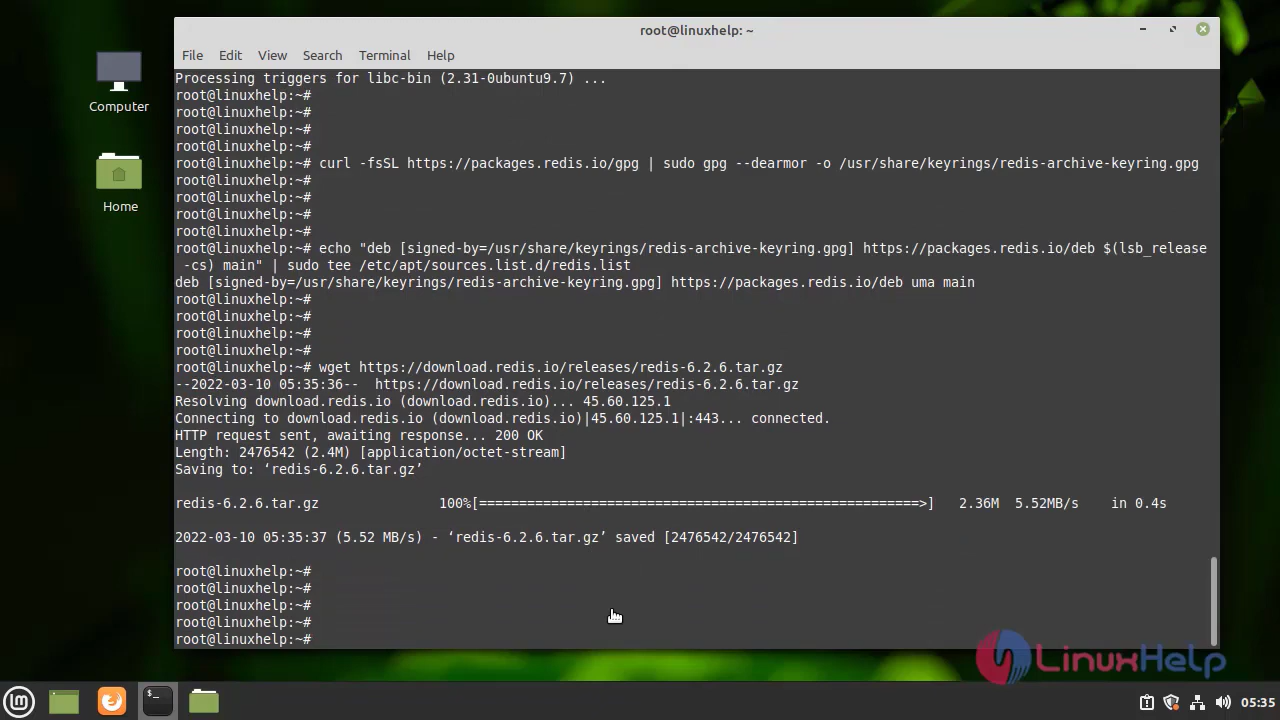 root@linuxhelp: ~
File Edit View Search Terminal Help
Computer
Home
Processing triggers for libc-bin (2.31-0ubuntu9.7) ...
root@linuxhelp:~#
root@linuxhelp:~#
root@linuxhelp:~#
root@linuxhelp:~#
root@linuxhelp:~# curl -fsSL https://packages.redis.io/gpg | sudo gpg --dearmor -o /usr/share/keyrings/redis-archive-keyring.gpg
root@linuxhelp:~#
root@linuxhelp:~#
root@linuxhelp:~#
root@linuxhelp:~#
root@linuxhelp:~# echo "deb [signed-by=/usr/share/keyrings/redis-archive-keyring.gpg] https://packages.redis.io/deb $(lsb_release
-cs) main" | sudo tee /etc/apt/sources.list.d/redis.list
deb [signed-by=/usr/share/keyrings/redis-archive-keyring.gpg] https://packages.redis.io/deb uma main
root@linuxhelp:~#
root@linuxhelp:~#
root@linuxhelp:~#
root@linuxhelp:~#
root@linuxhelp:~# wget https://download.redis.io/releases/redis-6.2.6.tar.gz
--2022-03-10 05:35:36--  https://download.redis.io/releases/redis-6.2.6.tar.gz
Resolving download.redis.io (download.redis.io)... 45.60.125.1
Connecting to download.redis.io (download.redis.io)|45.60.125.1|:443... connected.
HTTP request sent, awaiting response... 200 OK
Length: 2476542 (2.4M) [application/octet-stream]
Saving to: ‘redis-6.2.6.tar.gz’
redis-6.2.6.tar.gz 100%[=======================================================>] 2.36M 5.52MB/s in 0.4s
2022-03-10 05:35:37 (5.52 MB/s) - ‘redis-6.2.6.tar.gz’ saved [2476542/2476542]
root@linuxhelp:~#
root@linuxhelp:~#
root@linuxhelp:~#
root@linuxhelp:~#
root@linuxhelp:~#
LinuxHelp
05:35